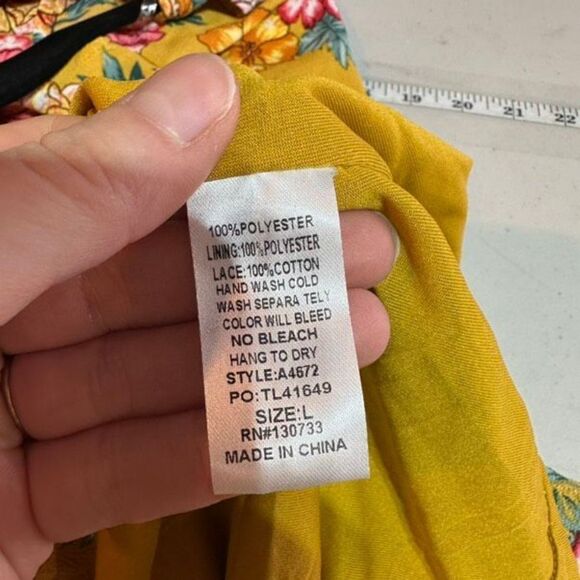 100%POLYESTER
LINING:100%POLYESTER
LACE:100%COTTON
HAND WASH COLD
WASH SEPARA TELY
COLOR WILL BLEED
NO BLEACH
HANG TO DRY
STYLE:A4672
PO:TL41649
SIZE:L
RN#130733
MADE IN CHINA
19 20 21 22